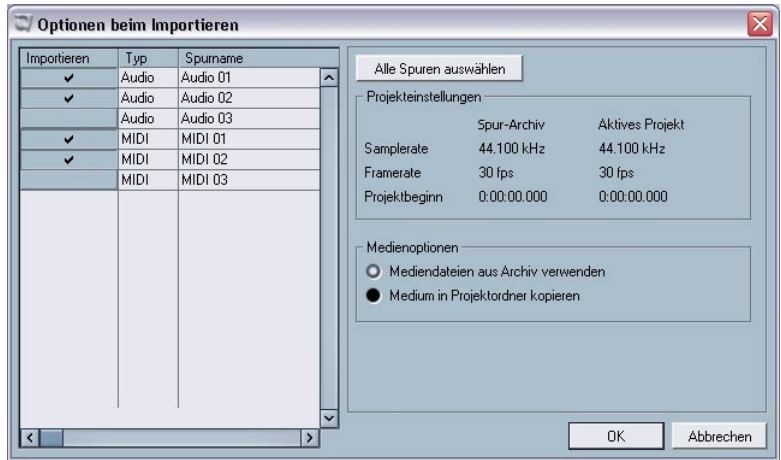 Optionen beim Importieren
Importieren Typ Spurname
✔ Audio Audio 01
✔ Audio Audio 02
Audio Audio 03
✔ MIDI MIDI 01
✔ MIDI MIDI 02
MIDI MIDI 03
Alle Spuren auswählen
Projekteinstellungen
Spur-Archiv Aktives Projekt
Samplerate 44.100 kHz 44.100 kHz
Framerate 30 fps 30 fps
Projektbeginn 0:00:00.000 0:00:00.000
Medienoptionen
Mediendateien aus Archiv verwenden
Medium in Projektordner kopieren
OK Abbrechen